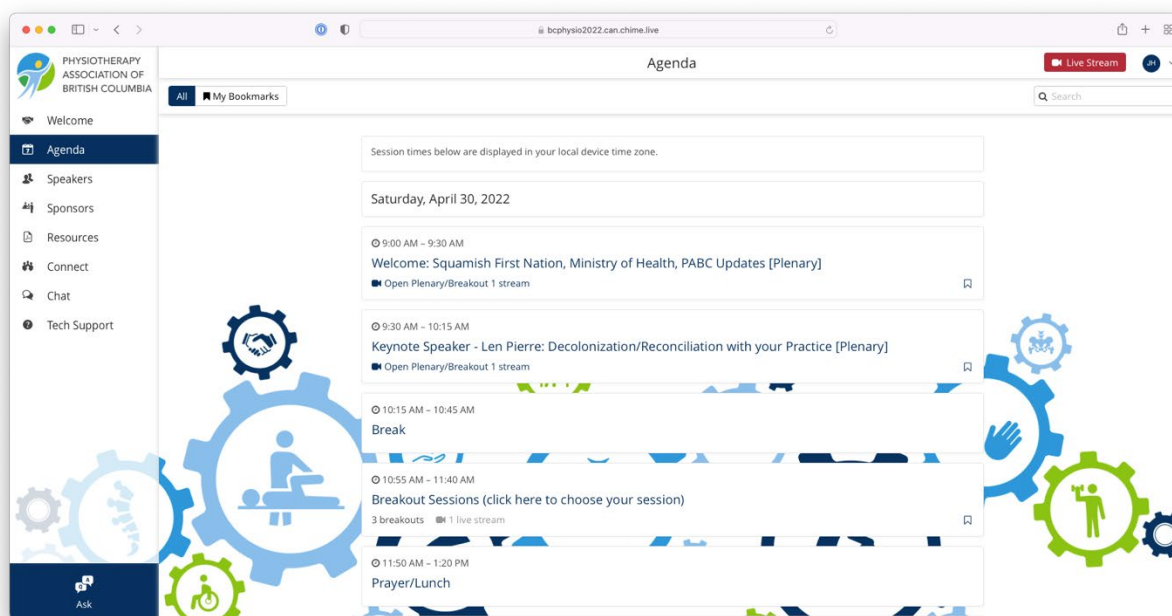 bcphysio2022.can.chime.live
PHYSIOTHERAPY
ASSOCIATION OF
BRITISH COLUMBIA
Agenda
Live Stream
JH
All
My Bookmarks
Search
Welcome
Agenda
Speakers
Sponsors
Resources
Connect
Chat
Tech Support
Q A
Ask
Session times below are displayed in your local device time zone.
Saturday, April 30, 2022
9:00 AM – 9:30 AM
Welcome: Squamish First Nation, Ministry of Health, PABC Updates [Plenary]
Open Plenary/Breakout 1 stream
9:30 AM – 10:15 AM
Keynote Speaker - Len Pierre: Decolonization/Reconciliation with your Practice [Plenary]
Open Plenary/Breakout 1 stream
10:15 AM – 10:45 AM
Break
10:55 AM – 11:40 AM
Breakout Sessions (click here to choose your session)
3 breakouts 1 live stream
11:50 AM – 1:20 PM
Prayer/Lunch